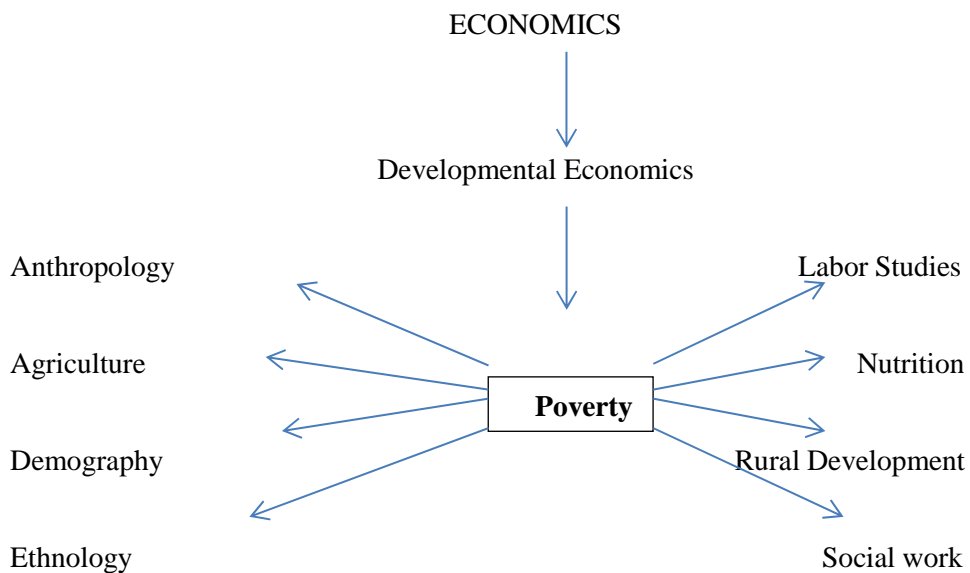 ECONOMICS
Developmental Economics
Anthropology
Labor Studies
Agriculture
Nutrition
Poverty
Demography
Rural Development
Ethnology
Social work